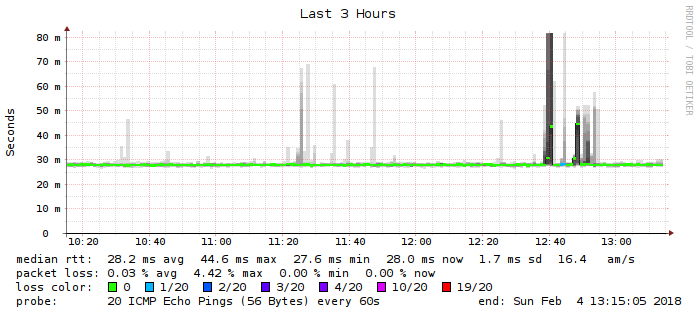 Last 3 Hours
RRDTOOL / TOBI OETIKER
Seconds
80 m
70 m
60 m
50 m
40 m
30 m
20 m
10 m
0
10:20 10:40 11:00 11:20 11:40 12:00 12:20 12:40 13:00
median rtt: 28.2 ms avg 44.6 ms max 27.6 ms min 28.0 ms now 1.7 ms sd 16.4 am/s
packet loss: 0.03 % avg 4.42 % max 0.00 % min 0.00 % now
loss color: 0 1/20 2/20 3/20 4/20 10/20 19/20
probe: 20 ICMP Echo Pings (56 Bytes) every 60s end: Sun Feb 4 13:15:05 2018